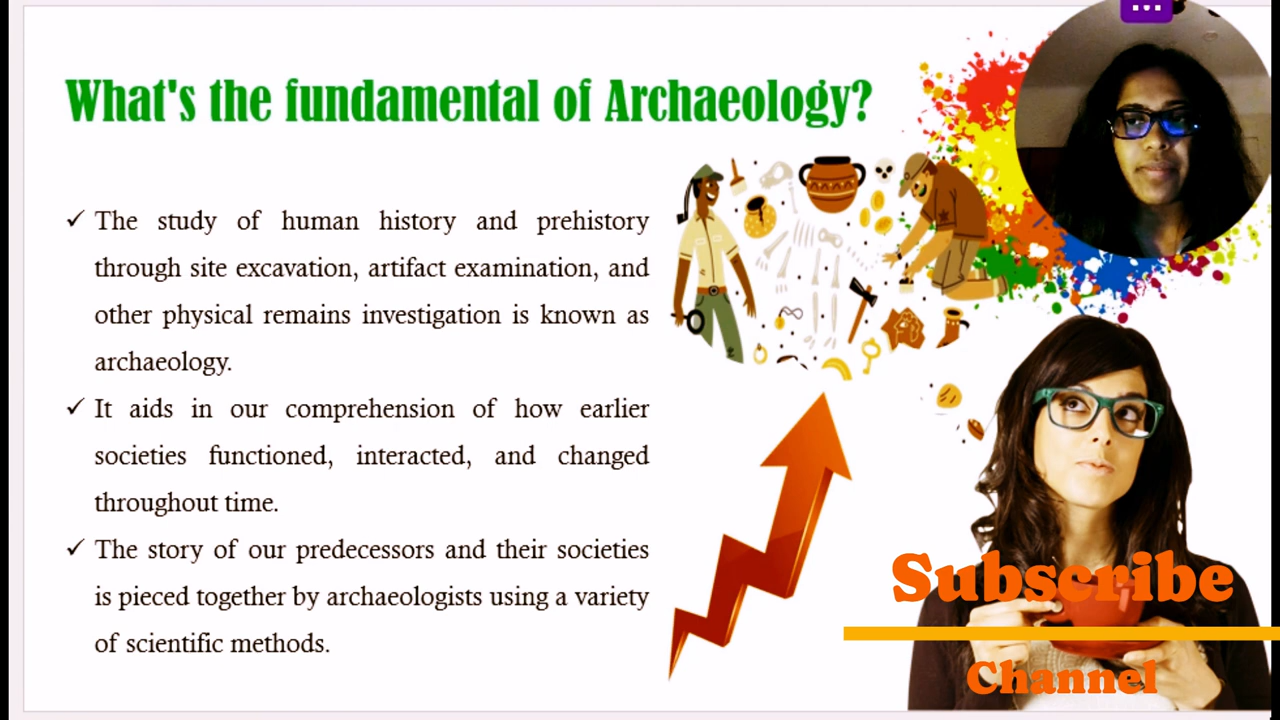 What's the fundamental of Archaeology?
✓ The study of human history and prehistory
through site excavation, artifact examination, and
other physical remains investigation is known as
archaeology.
✓ It aids in our comprehension of how earlier
societies functioned, interacted, and changed
throughout time.
✓ The story of our predecessors and their societies
is pieced together by archaeologists using a variety
of scientific methods.
Subscribe
Channel